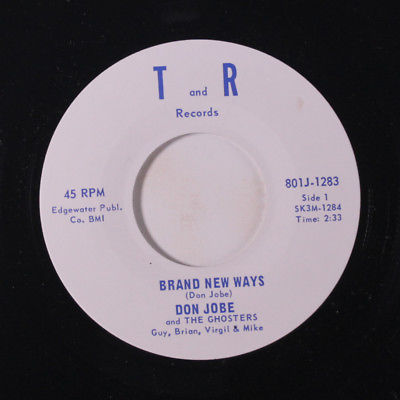 T and R
Records
45 RPM
Edgewater Publ.
Co. BMI
801J-1283
Side 1
SK3M-1284
Time: 2:33
BRAND NEW WAYS
(Don Jobe)
DON JOBE
and THE GHOSTERS
Guy, Brian, Virgil & Mike